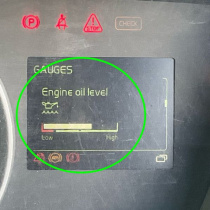 CHECK
GAUGES
Engine oil level
Low High